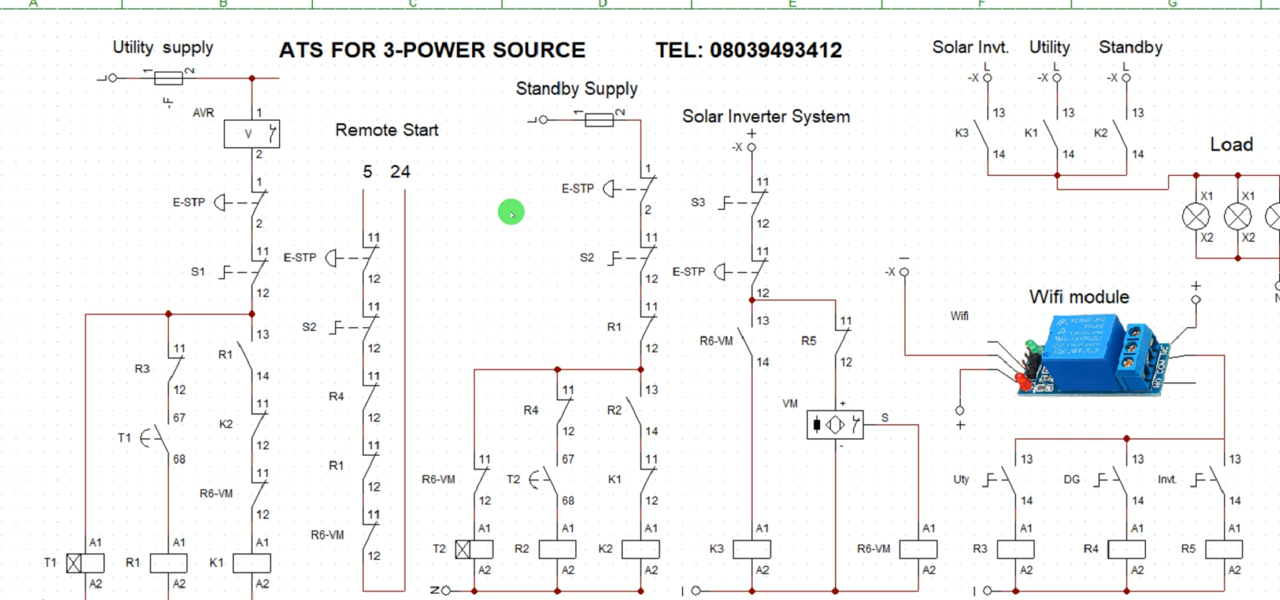 A B C D E F G
Utility supply
ATS FOR 3-POWER SOURCE
TEL: 08039493412
Solar Invt. Utility Standby
L L L
-X -X -X
L 1 2
-F
Standby Supply
L 1 2
AVR
1
V
2
Remote Start
5 24
Solar Inverter System
+
-X
13 13 13
K3 K1 K2
14 14 14
Load
X1 X1
X2 X2
N
E-STP
1
2
S1
11
12
E-STP
11
12
S2
11
12
R4
11
12
R1
11
12
R6-VM
11
12
E-STP
1
2
S2
11
12
R1
11
12
S3
11
12
E-STP
11
12
R3
11
12
T1
67
68
R1
13
14
K2
11
12
R6-VM
11
12
T1
A1
A2
R1
A1
A2
K1
A1
A2
R6-VM
11
12
R4
11
12
T2
67
68
R2
13
14
K1
11
12
T2
A1
A2
R2
A1
A2
K2
A1
A2
N
R6-VM
13
14
R5
11
12
VM
+
S
-
K3
A1
A2
R6-VM
A1
A2
I
–
-X
Wifi module
Wifi
+
+
NO COM NC
Uty
13
14
DG
13
14
Invt.
13
14
R3
A1
A2
R4
A1
A2
R5
A1
A2
I